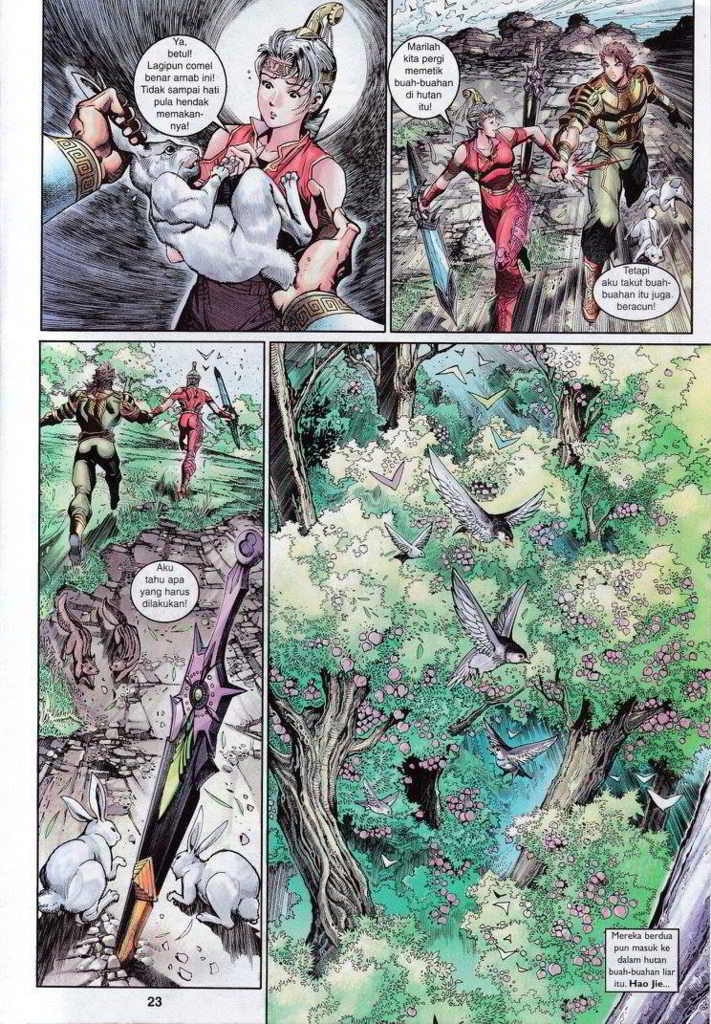 Ya,
betul!
Lagipun comel
benar arnab ini!
Tidak sampai hati
pula hendak
memakan-
nya!
Marilah
kita pergi
memetik
buah-buahan
di hutan
itu!
Tetapi
aku takut buah-
buahan itu juga
beracun!
Aku
tahu apa
yang harus
dilakukan!
Mereka berdua
pun masuk ke
dalam hutan
buah-buahan liar
itu. Hao Jie...
23